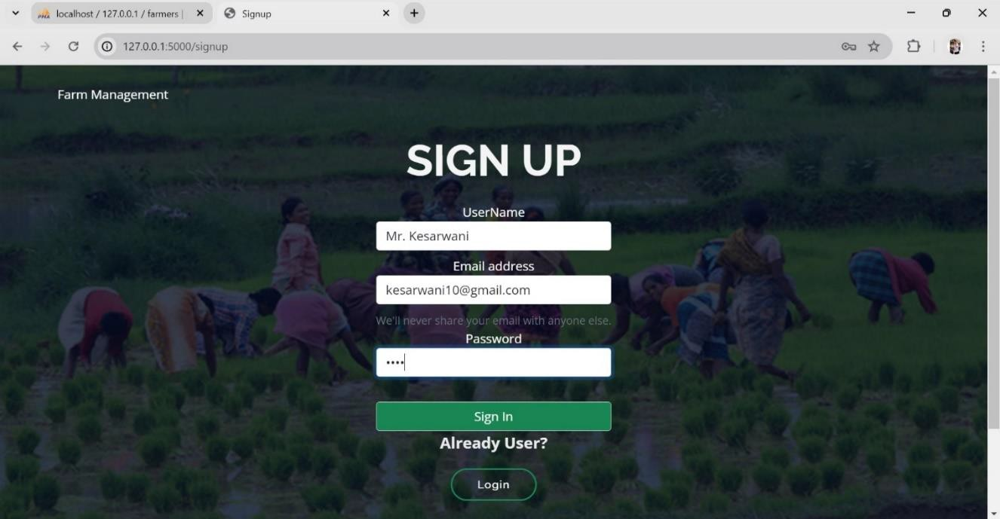 localhost / 127.0.0.1 / farmers |
Signup
127.0.0.1:5000/signup
Farm Management
SIGN UP
UserName
Mr. Kesarwani
Email address
kesarwani10@gmail.com
We'll never share your email with anyone else.
Password
••••
Sign In
Already User?
Login